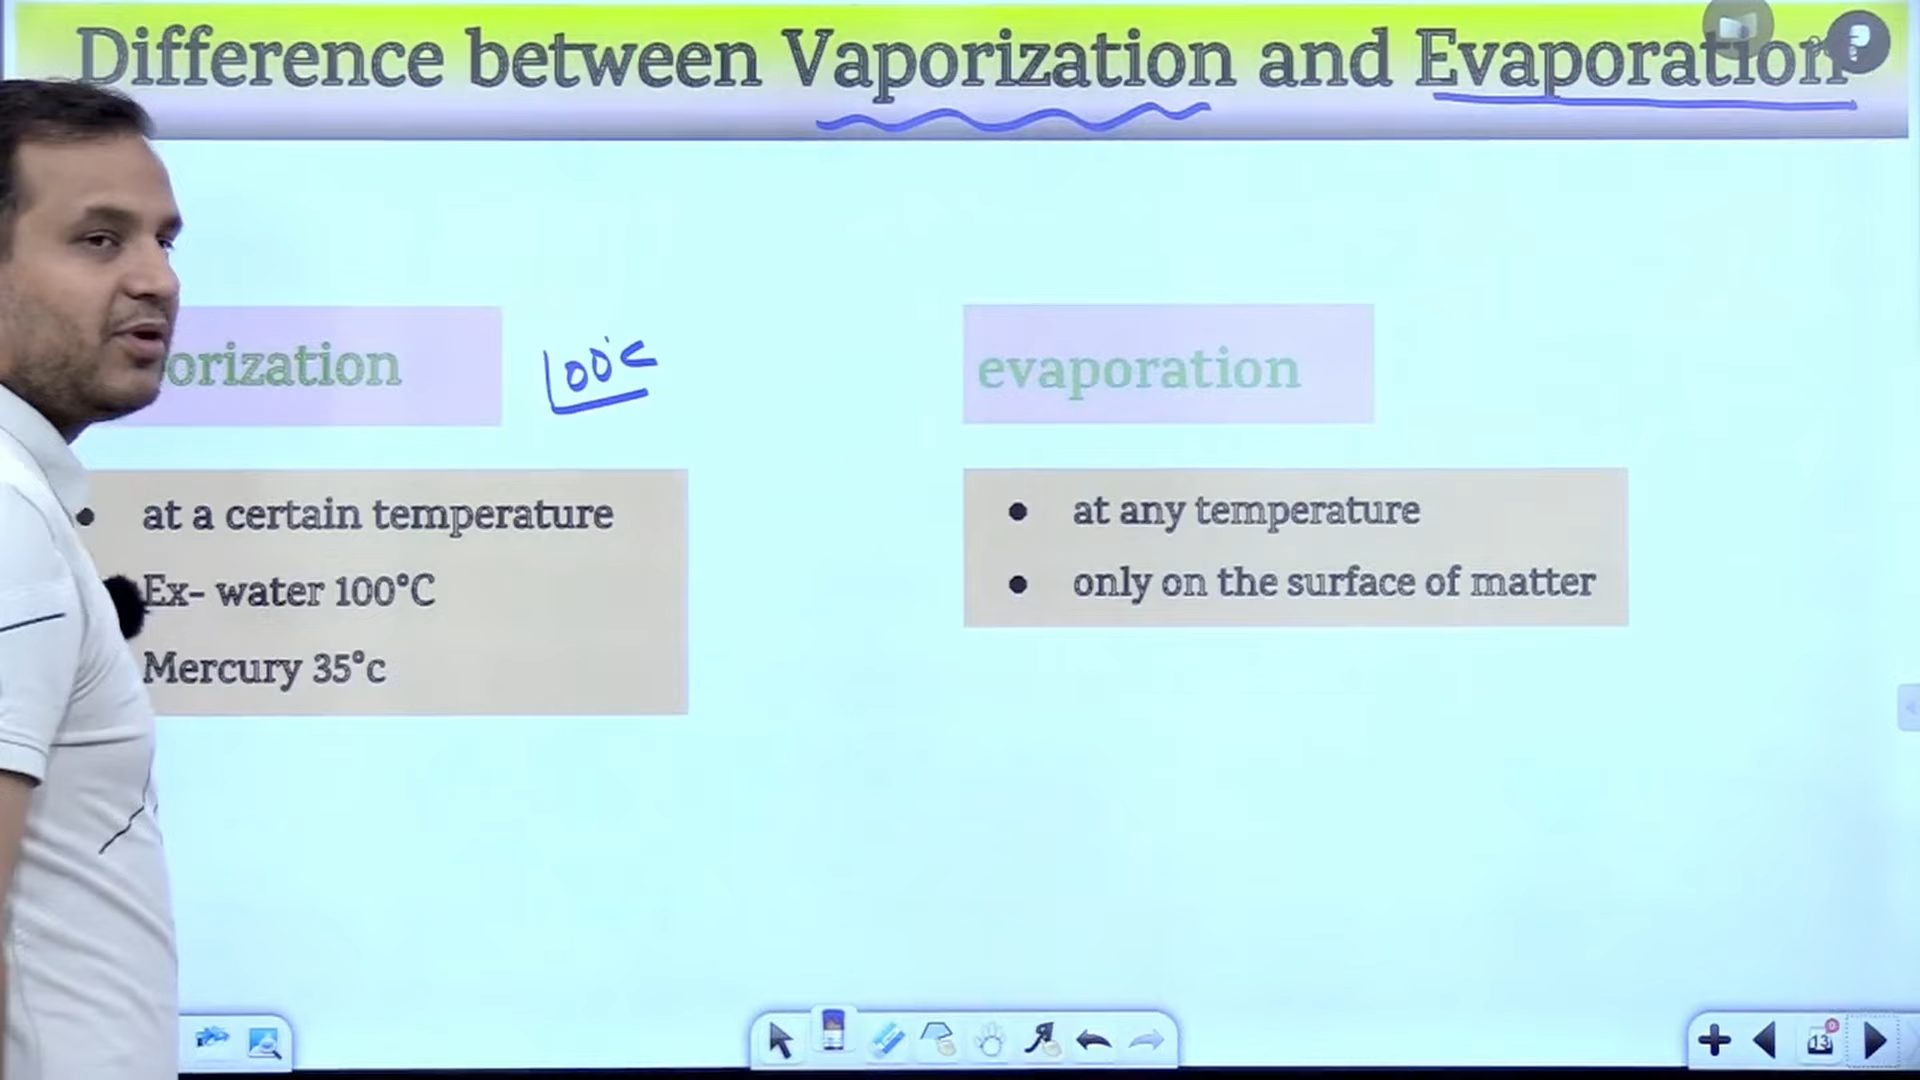 Difference between Vaporization and Evaporation
orization
100°C
evaporation
• at a certain temperature
Ex- water 100°C
Mercury 35°c
• at any temperature
• only on the surface of matter
13